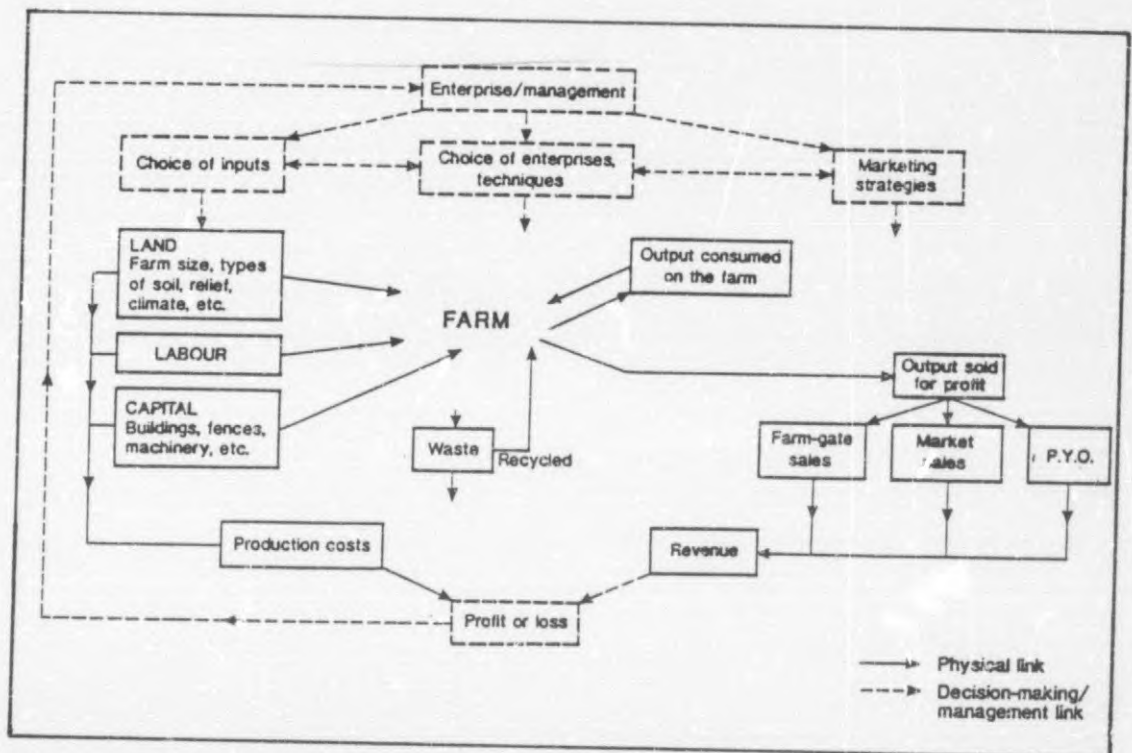 Enterprise/management
Choice of inputs
Choice of enterprises,
techniques
Marketing
strategies
LAND
Farm size, types
of soil, relief,
climate, etc.
Output consumed
on the farm
FARM
LABOUR
Output sold
for profit
CAPITAL
Buildings, fences,
machinery, etc.
Waste
Recycled
Farm-gate
sales
Market
sales
P.Y.O.
Production costs
Revenue
Profit or loss
Physical link
Decision-making/
management link